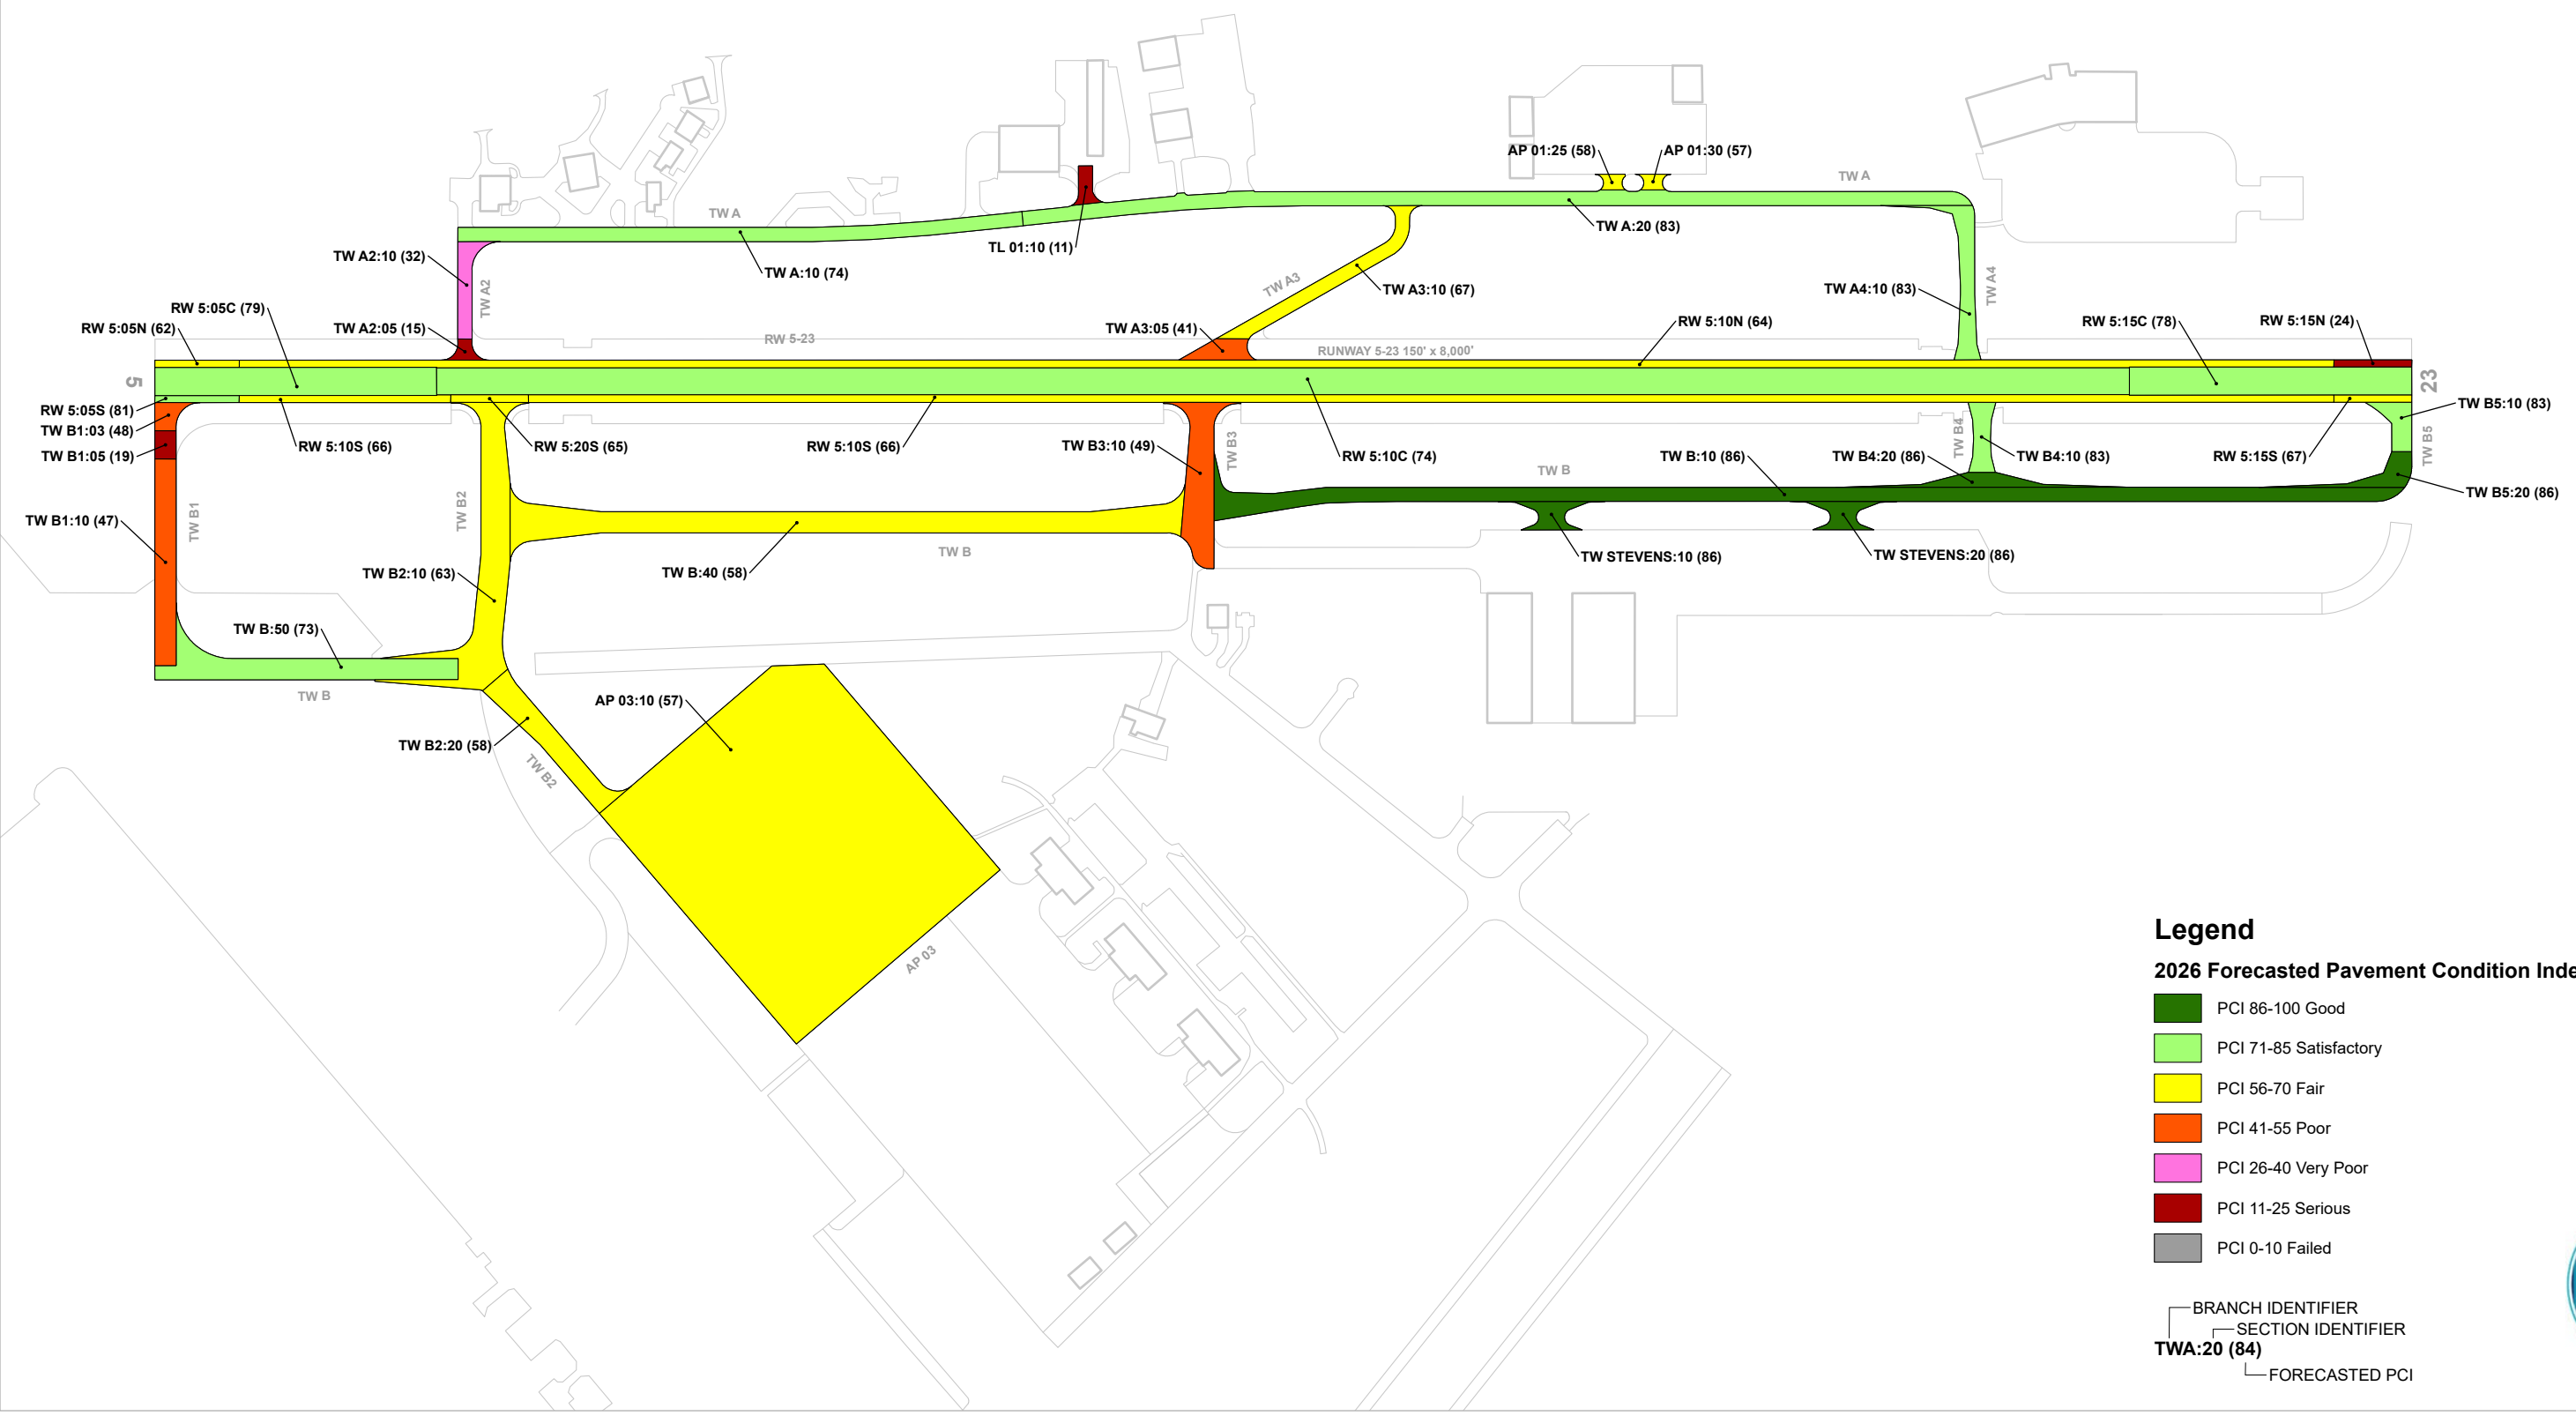 AP 01:25 (58)
AP 01:30 (57)
TW A
TW A
TW A:20 (83)
TL 01:10 (11)
TW A2:10 (32)
TW A:10 (74)
TW A2
TW A3
TW A3:10 (67)
TW A4:10 (83)
TW A4
RW 5:05C (79)
RW 5:05N (62)
TW A2:05 (15)
RW 5-23
TW A3:05 (41)
RW 5:10N (64)
RUNWAY 5-23 150' x 8,000'
RW 5:15C (78)
RW 5:15N (24)
5
23
RW 5:05S (81)
TW B1:03 (48)
TW B1:05 (19)
RW 5:10S (66)
RW 5:20S (65)
RW 5:10S (66)
TW B3:10 (49)
TW B3
RW 5:10C (74)
TW B
TW B:10 (86)
TW B4:20 (86)
TW B4
TW B4:10 (83)
RW 5:15S (67)
TW B5:10 (83)
TW B5
TW B5:20 (86)
TW B1:10 (47)
TW B1
TW B2
TW B2:10 (63)
TW B:40 (58)
TW B
TW STEVENS:10 (86)
TW STEVENS:20 (86)
TW B:50 (73)
TW B
AP 03:10 (57)
TW B2:20 (58)
TW B2
AP 03
Legend
2026 Forecasted Pavement Condition Inde
PCI 86-100 Good
PCI 71-85 Satisfactory
PCI 56-70 Fair
PCI 41-55 Poor
PCI 26-40 Very Poor
PCI 11-25 Serious
PCI 0-10 Failed
BRANCH IDENTIFIER
SECTION IDENTIFIER
TWA:20 (84)
FORECASTED PCI